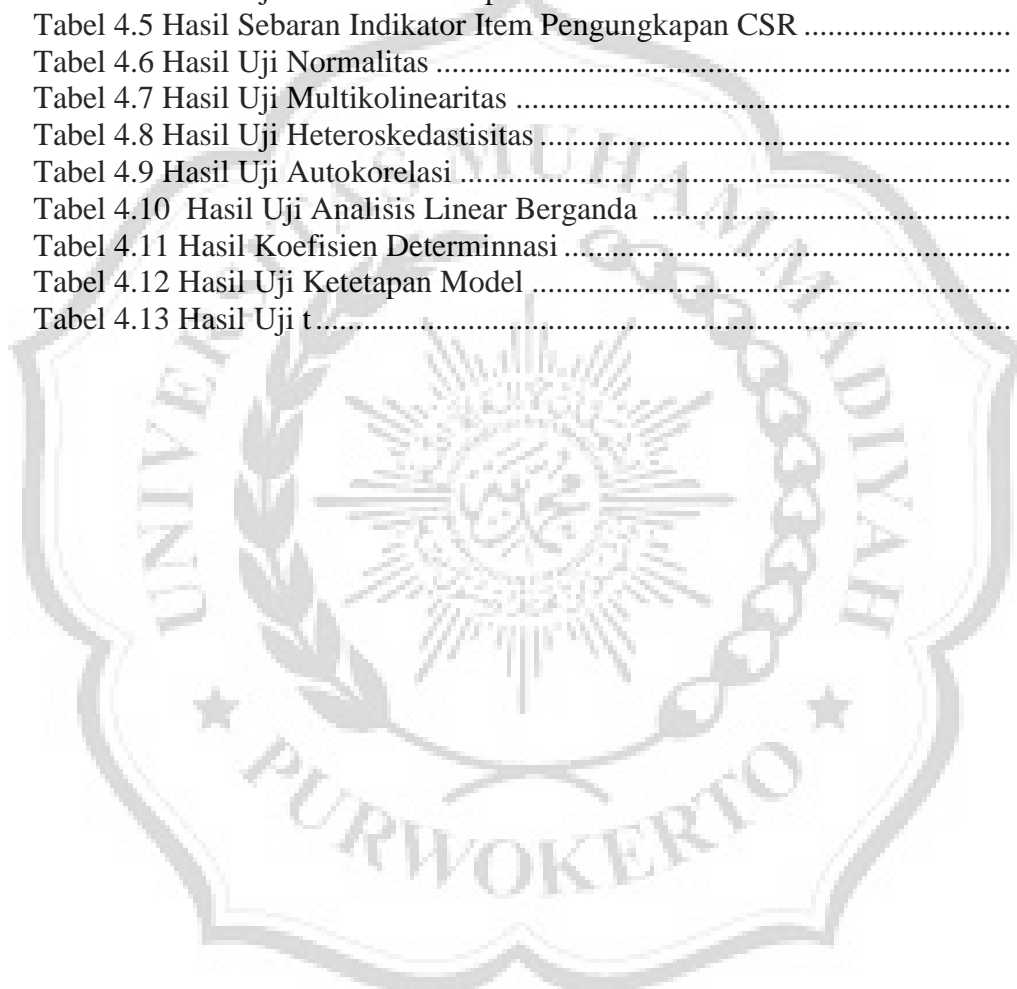 Tabel 4.5 Hasil Sebaran Indikator Item Pengungkapan CSR ........................
Tabel 4.6 Hasil Uji Normalitas ....................................................................
Tabel 4.7 Hasil Uji Multikolinearitas ..........................................................
Tabel 4.8 Hasil Uji Heteroskedastisitas .......................................................
Tabel 4.9 Hasil Uji Autokorelasi .................................................................
Tabel 4.10  Hasil Uji Analisis Linear Berganda ..........................................
Tabel 4.11 Hasil Koefisien Determinnasi ....................................................
Tabel 4.12 Hasil Uji Ketetapan Model ........................................................
Tabel 4.13 Hasil Uji t ..................................................................................
UNIVERSITAS MUHAMMADIYAH
PURWOKERTO